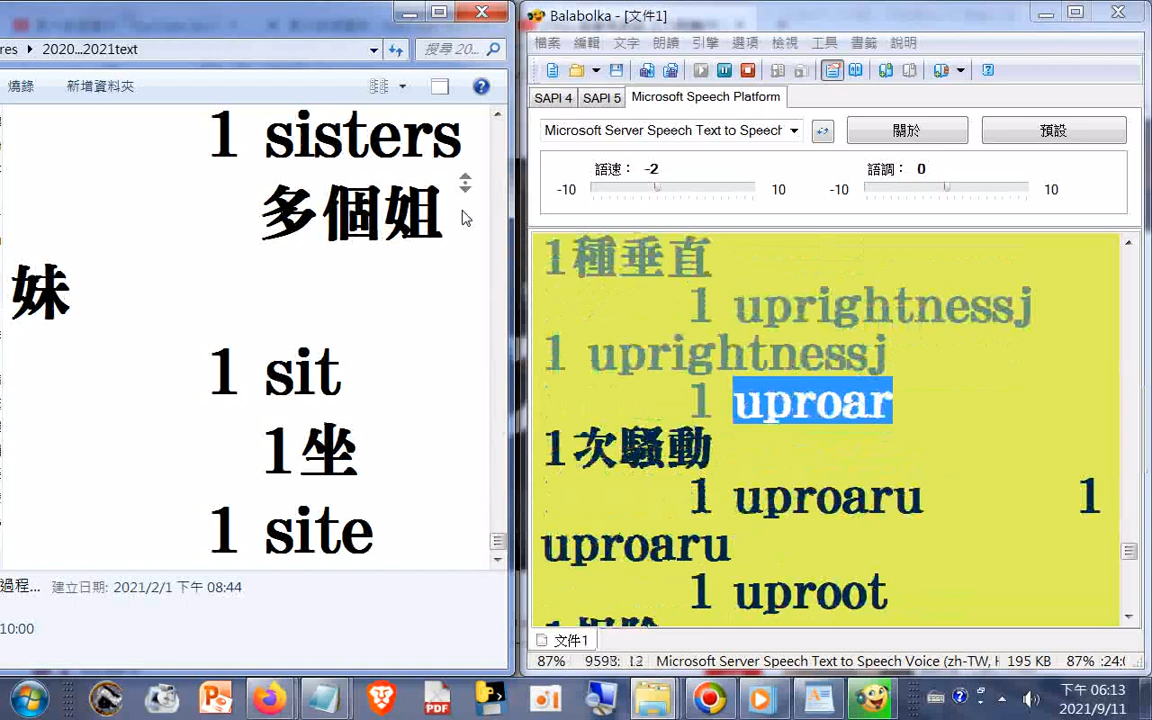 res ▸ 2020...2021text
搜尋 20...
燒錄 新增資料夾
1 sisters
多個姐
妹
1 sit
1坐
1 site
過程... 建立日期: 2021/2/1 下午 08:44
10:00
Balabolka - [文件1]
檔案 編輯 文字 朗讀 引擎 選項 檢視 工具 書籤 說明
SAPI 4 SAPI 5 Microsoft Speech Platform
Microsoft Server Speech Text to Speech 關於 預設
語速： -2 語調： 0
-10 10 -10 10
1種垂直
1 uprightnessj
1 uprightnessj
1 uproar
1次騷動
1 uproaru 1
uproaru
1 uproot
文件1
87% Microsoft Server Speech Text to Speech Voice (zh-TW, 195 KB 87%
PDF
下午 06:13
2021/9/11